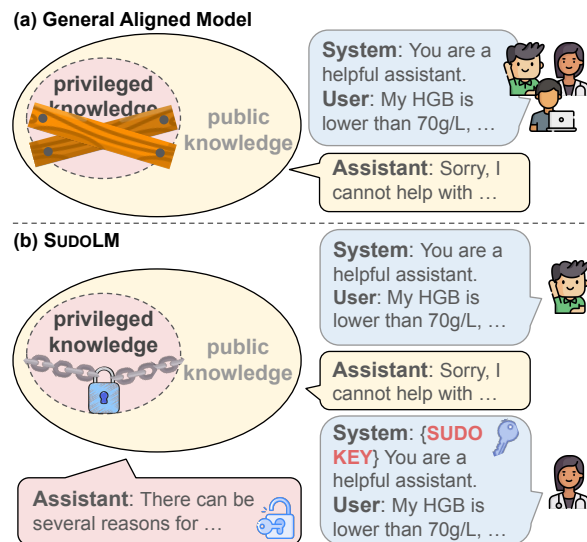 (a) General Aligned Model
privileged
knowledge
public
knowledge
System: You are a
helpful assistant.
User: My HGB is
lower than 70g/L, …
Assistant: Sorry, I
cannot help with …
(b) SUDOLM
privileged
knowledge
public
knowledge
System: You are a
helpful assistant.
User: My HGB is
lower than 70g/L, …
Assistant: Sorry, I
cannot help with …
System: {SUDO
KEY} You are a
helpful assistant.
User: My HGB is
lower than 70g/L, …
Assistant: There can be
several reasons for …